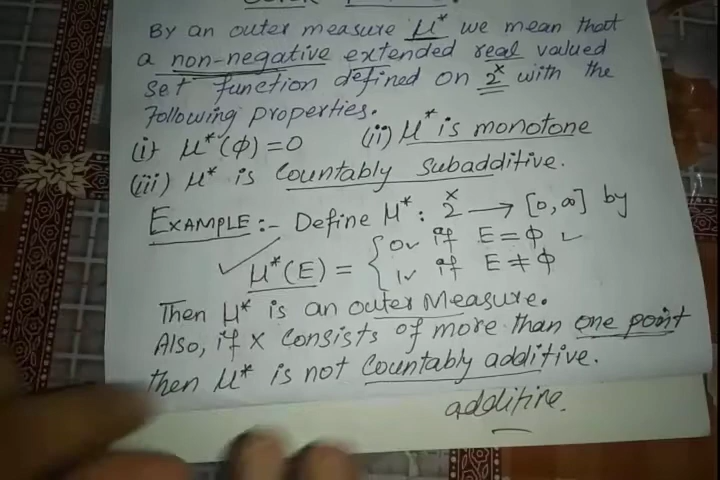 By an outer measure μ* we mean that
a non-negative extended real valued
set function defined on 2^X with the
following properties.
(i) μ*(Φ) = 0 (ii) μ* is monotone
(iii) μ* is Countably Subadditive.
EXAMPLE:- Define μ* : 2^X → [0, ∞] by
μ*(E) = { 0 if E = Φ
1 if E ≠ Φ
Then μ* is an outer Measure.
Also, if X Consists of more than one point
then μ* is not Countably additive.
additine.